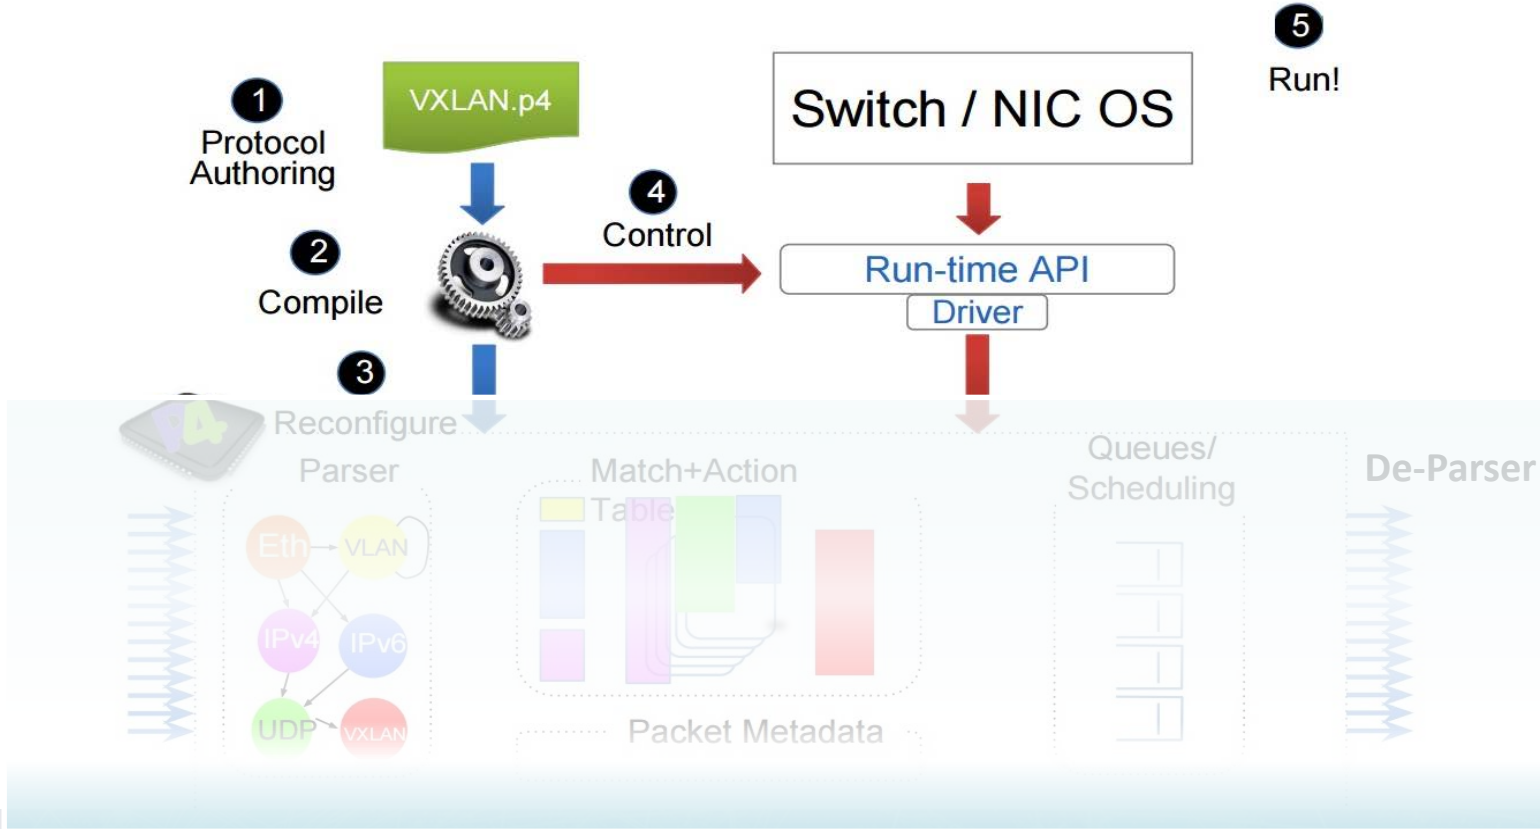 5
Run!
1
Protocol
Authoring
VXLAN.p4
Switch / NIC OS
4
Control
2
Compile
Run-time API
Driver
3
P4
Reconfigure
Parser
Match+Action
Table
Queues/
Scheduling
De-Parser
Eth
VLAN
IPv4
IPv6
UDP
VXLAN
Packet Metadata